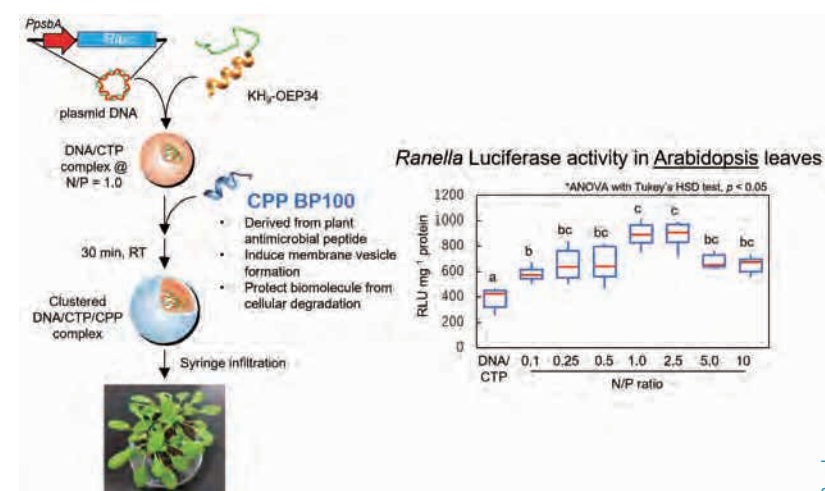 PpsbA
Rluc
plasmid DNA
KH9-OEP34
DNA/CTP
complex @
N/P = 1.0
CPP BP100
• Derived from plant
antimicrobial peptide
• Induce membrane vesicle
formation
• Protect biomolecule from
cellular degradation
30 min, RT
Clustered
DNA/CTP/CPP
complex
Syringe infiltration
Ranella Luciferase activity in Arabidopsis leaves
*ANOVA with Tukey's HSD test, p < 0.05
RLU mg-1 protein
1200
1000
800
600
400
200
0
a
b
bc
bc
c
c
bc
bc
DNA/
CTP
0.1 0.25 0.5 1.0 2.5 5.0 10
N/P ratio